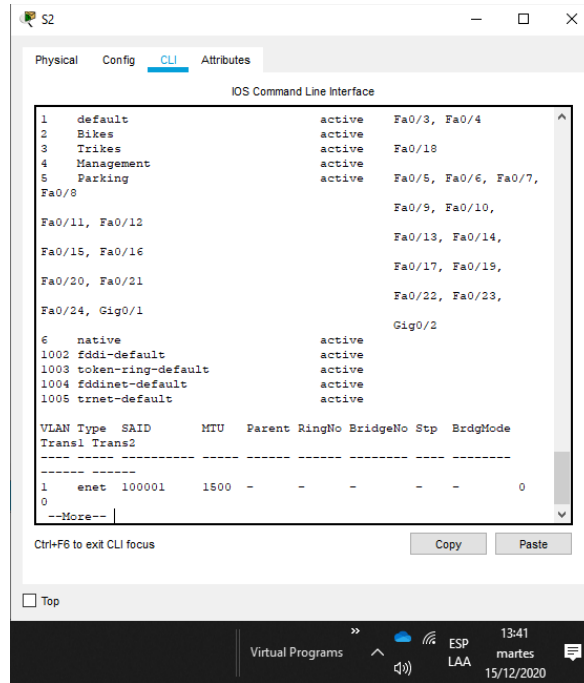 S2
Physical Config CLI Attributes
IOS Command Line Interface
1 default active Fa0/3, Fa0/4
2 Bikes active
3 Trikes active Fa0/18
4 Management active
5 Parking active Fa0/5, Fa0/6, Fa0/7,
Fa0/8
Fa0/9, Fa0/10,
Fa0/11, Fa0/12
Fa0/13, Fa0/14,
Fa0/15, Fa0/16
Fa0/17, Fa0/19,
Fa0/20, Fa0/21
Fa0/22, Fa0/23,
Fa0/24, Gig0/1
Gig0/2
6 native active
1002 fddi-default active
1003 token-ring-default active
1004 fddinet-default active
1005 trnet-default active
VLAN Type SAID MTU Parent RingNo BridgeNo Stp BrdgMode
Trans1 Trans2
---- ----- ---------- ----- ------ ------ -------- ---- --------
------ ------
1 enet 100001 1500 - - - - - 0
0
--More--
Ctrl+F6 to exit CLI focus
Copy Paste
Top
Virtual Programs
ESP
LAA
13:41
martes
15/12/2020